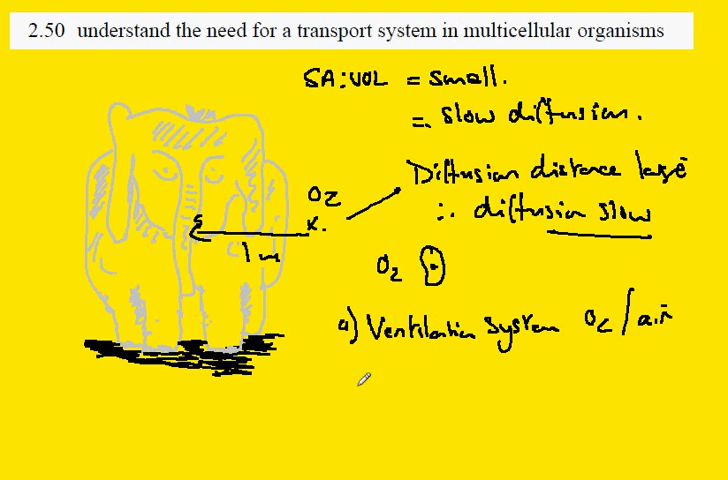 2.50 understand the need for a transport system in multicellular organisms
SA:VOL = small.
= slow diffusion.
Diffusion distance large
∴ diffusion slow
O2
x.
1m
O2
a) Ventilation system O2/air